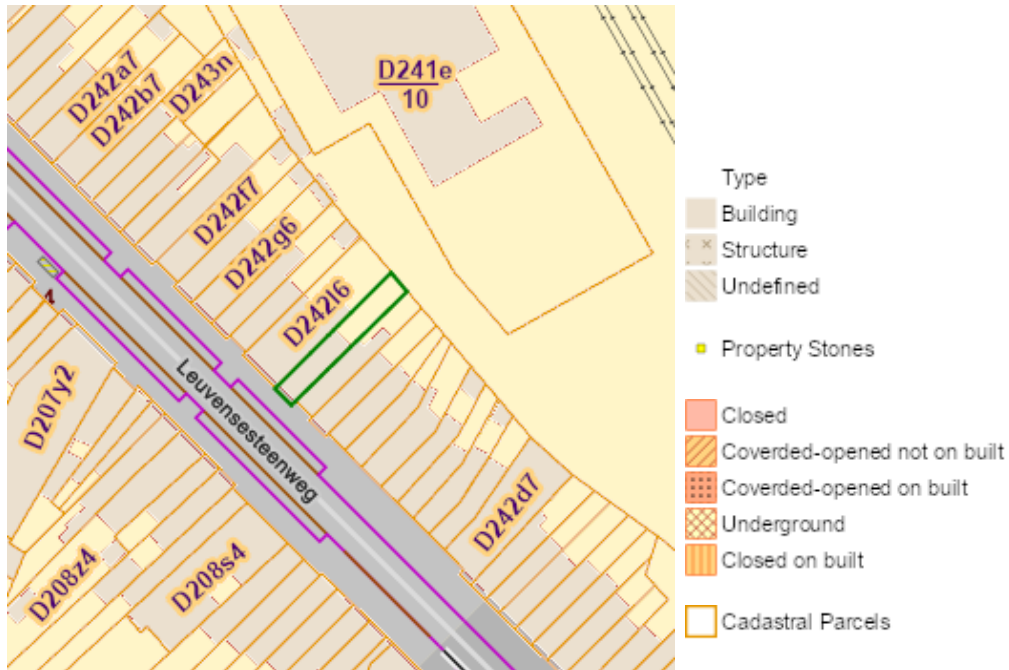 D242a7
D242b7
D243n
D241e
10
D242f7
D242g6
D242l6
Leuvensesteenweg
D207y2
D242d7
D208z4
D208s4
Type
Building
Structure
Undefined
Property Stones
Closed
Coverded-opened not on built
Coverded-opened on built
Underground
Closed on built
Cadastral Parcels